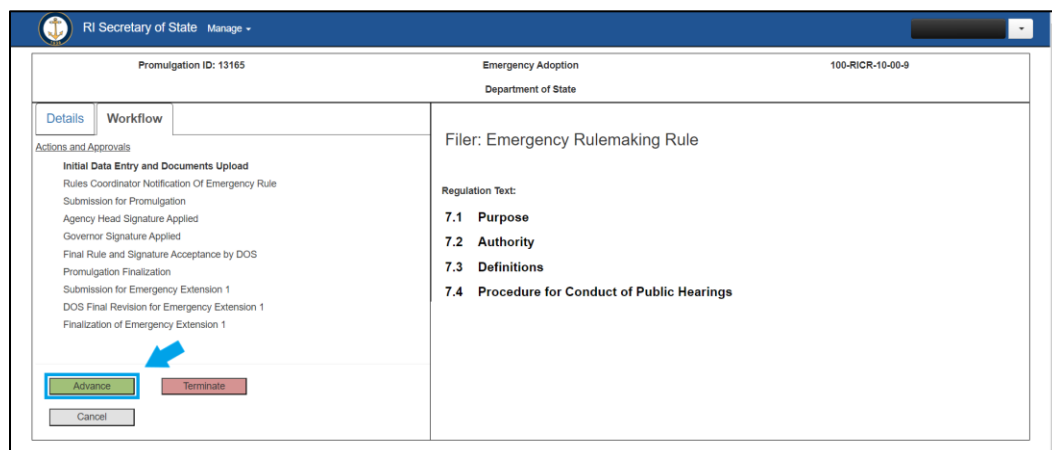 RI Secretary of State Manage
Promulgation ID: 13165 Emergency Adoption 100-RICR-10-00-9
Department of State
Details Workflow
Actions and Approvals
Initial Data Entry and Documents Upload
Rules Coordinator Notification Of Emergency Rule
Submission for Promulgation
Agency Head Signature Applied
Governor Signature Applied
Final Rule and Signature Acceptance by DOS
Promulgation Finalization
Submission for Emergency Extension 1
DOS Final Revision for Emergency Extension 1
Finalization of Emergency Extension 1
Advance Terminate
Cancel
Filer: Emergency Rulemaking Rule
Regulation Text:
7.1 Purpose
7.2 Authority
7.3 Definitions
7.4 Procedure for Conduct of Public Hearings